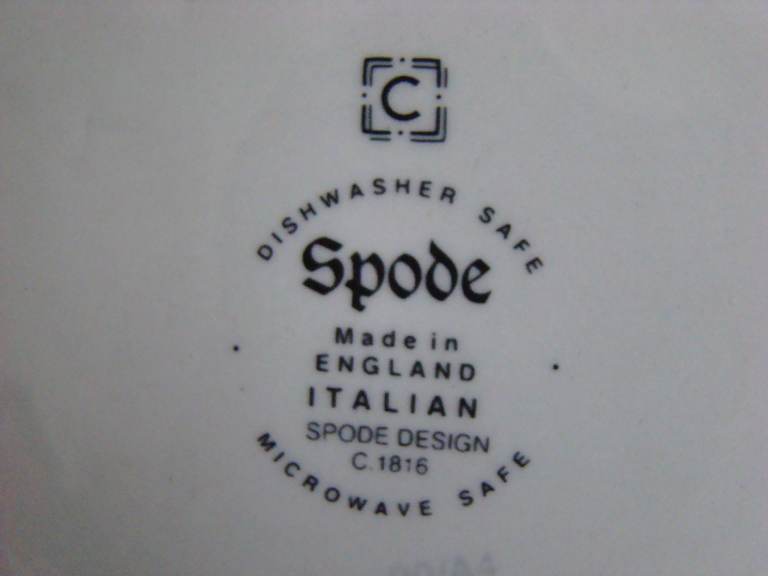 C
DISHWASHER SAFE
Spode
Made in
ENGLAND
ITALIAN
SPODE DESIGN
C.1816
MICROWAVE SAFE